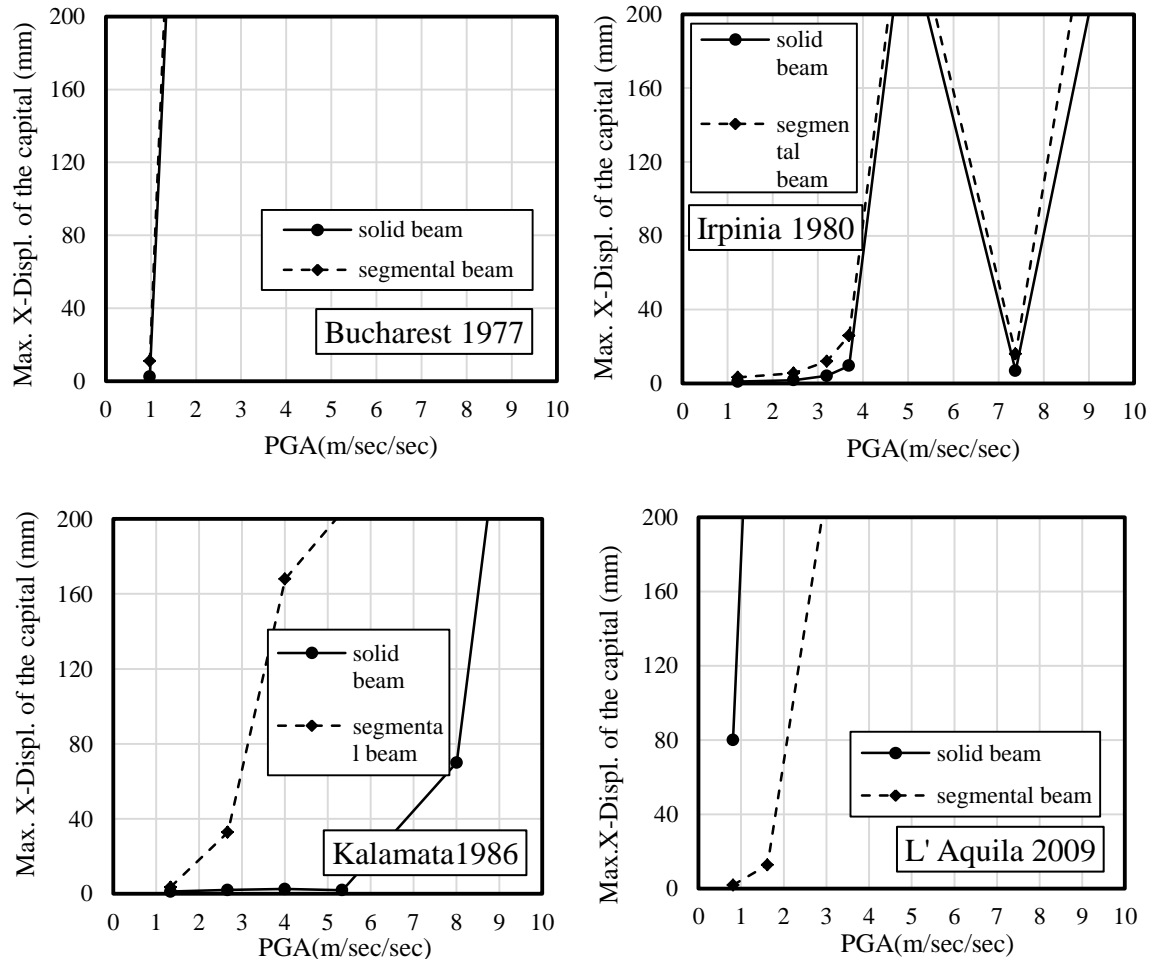 Max. X-Displ. of the capital (mm)
200
160
120
80
40
0
solid beam
segmental beam
Bucharest 1977
0 1 2 3 4 5 6 7 8 9 10
PGA(m/sec/sec)
Max. X-Displ. of the capital (mm)
200
160
120
80
40
0
solid
beam
segmen
tal
beam
Irpinia 1980
0 1 2 3 4 5 6 7 8 9 10
PGA(m/sec/sec)
Max. X-Displ. of the capital (mm)
200
160
120
80
40
0
solid
beam
segmenta
l beam
Kalamata1986
0 1 2 3 4 5 6 7 8 9 10
PGA(m/sec/sec)
Max.X-Displ. of the capital (mm)
200
160
120
80
40
0
solid beam
segmental beam
L' Aquila 2009
0 1 2 3 4 5 6 7 8 9 10
PGA(m/sec/sec)